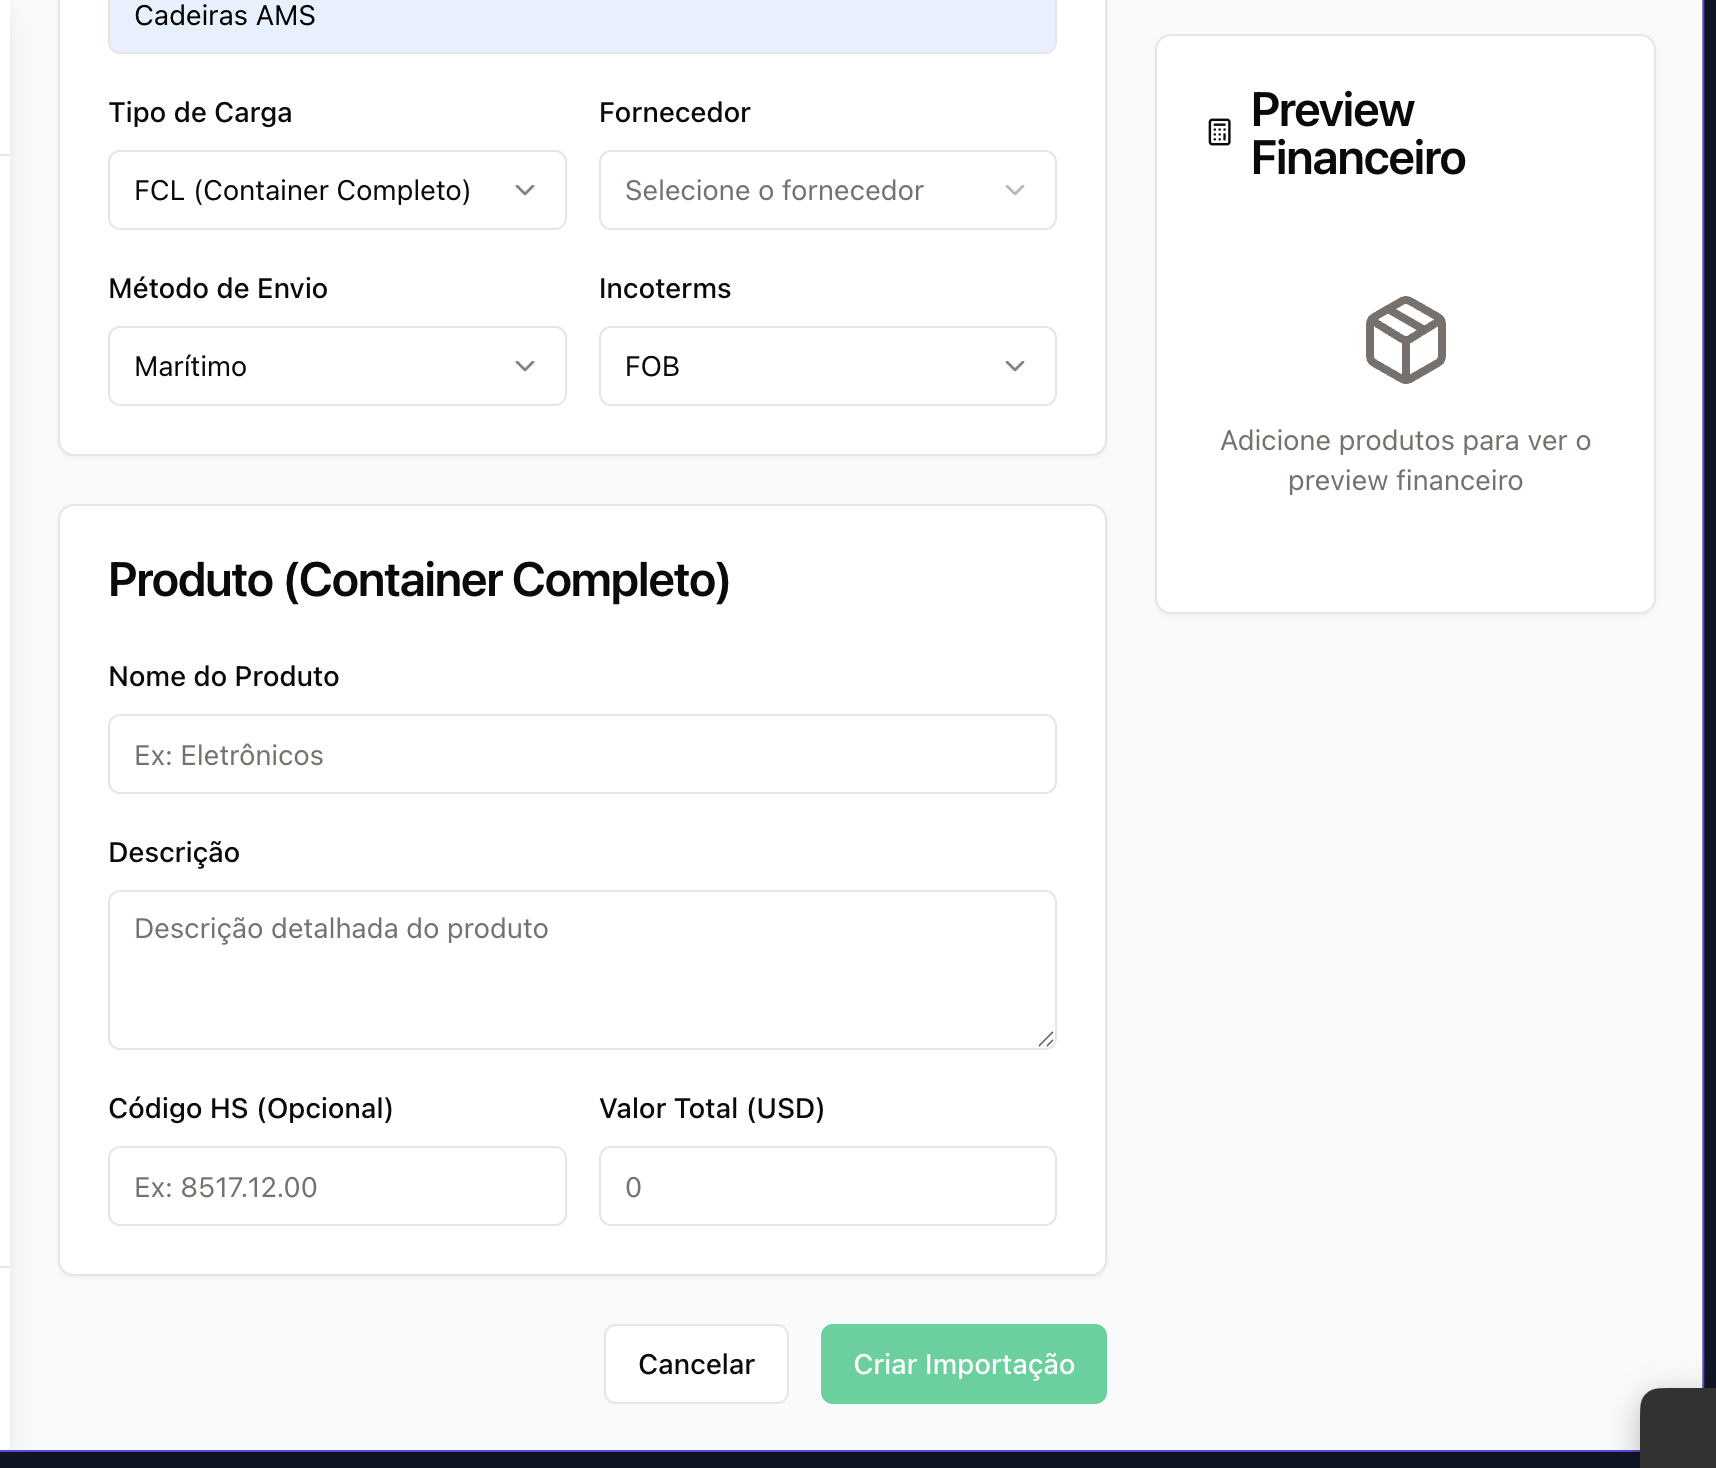 Cadeiras AMS
Tipo de Carga
Fornecedor
FCL (Container Completo)
Selecione o fornecedor
Método de Envio
Incoterms
Marítimo
FOB
Preview
Financeiro
Adicione produtos para ver o
preview financeiro
Produto (Container Completo)
Nome do Produto
Ex: Eletrônicos
Descrição
Descrição detalhada do produto
Código HS (Opcional)
Valor Total (USD)
Ex: 8517.12.00
0
Cancelar
Criar Importação